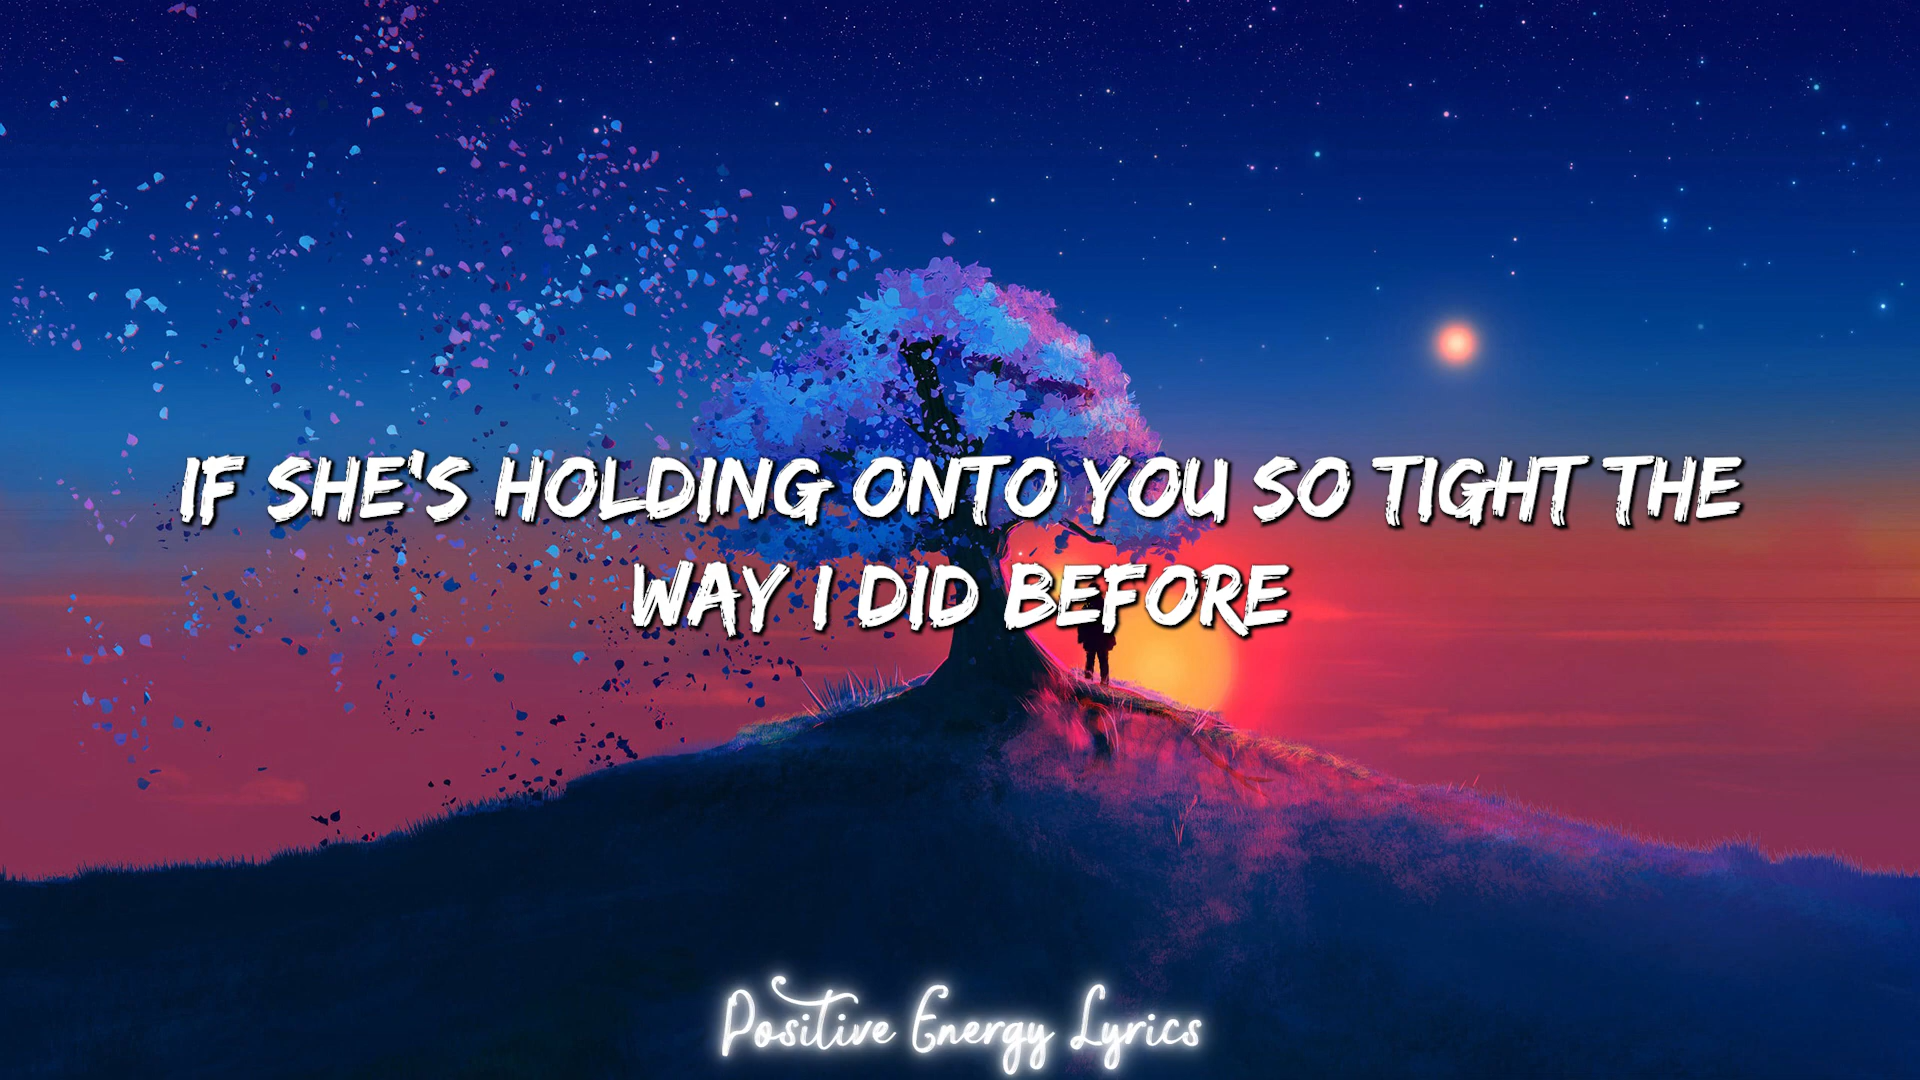 IF SHE'S HOLDING ONTO YOU SO TIGHT THE
WAY I DID BEFORE
Positive Energy Lyrics